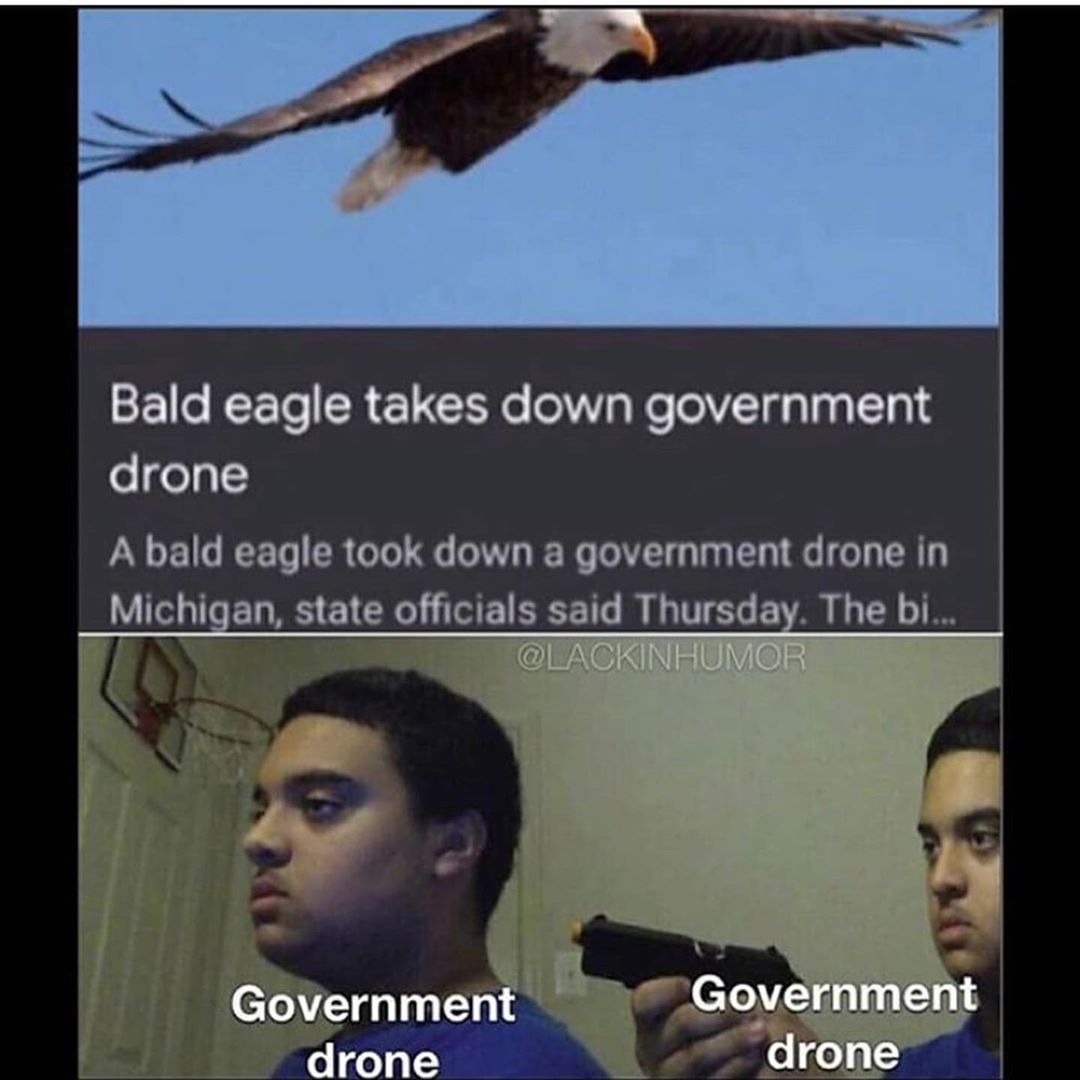 Bald eagle takes down government
drone
A bald eagle took down a government drone in
Michigan, state officials said Thursday. The bi...
@LACKINHUMOR
Government
drone
Government
drone